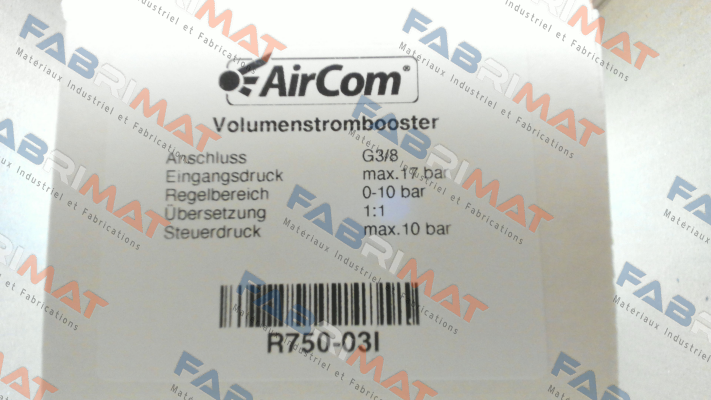 AirCom®
Volumenstrombooster
Anschluss G3/8
Eingangsdruck max.17 bar
Regelbereich 0-10 bar
Übersetzung 1:1
Steuerdruck max.10 bar
R750-03I
FABRIMAT
Matériaux Industriel et Fabrications